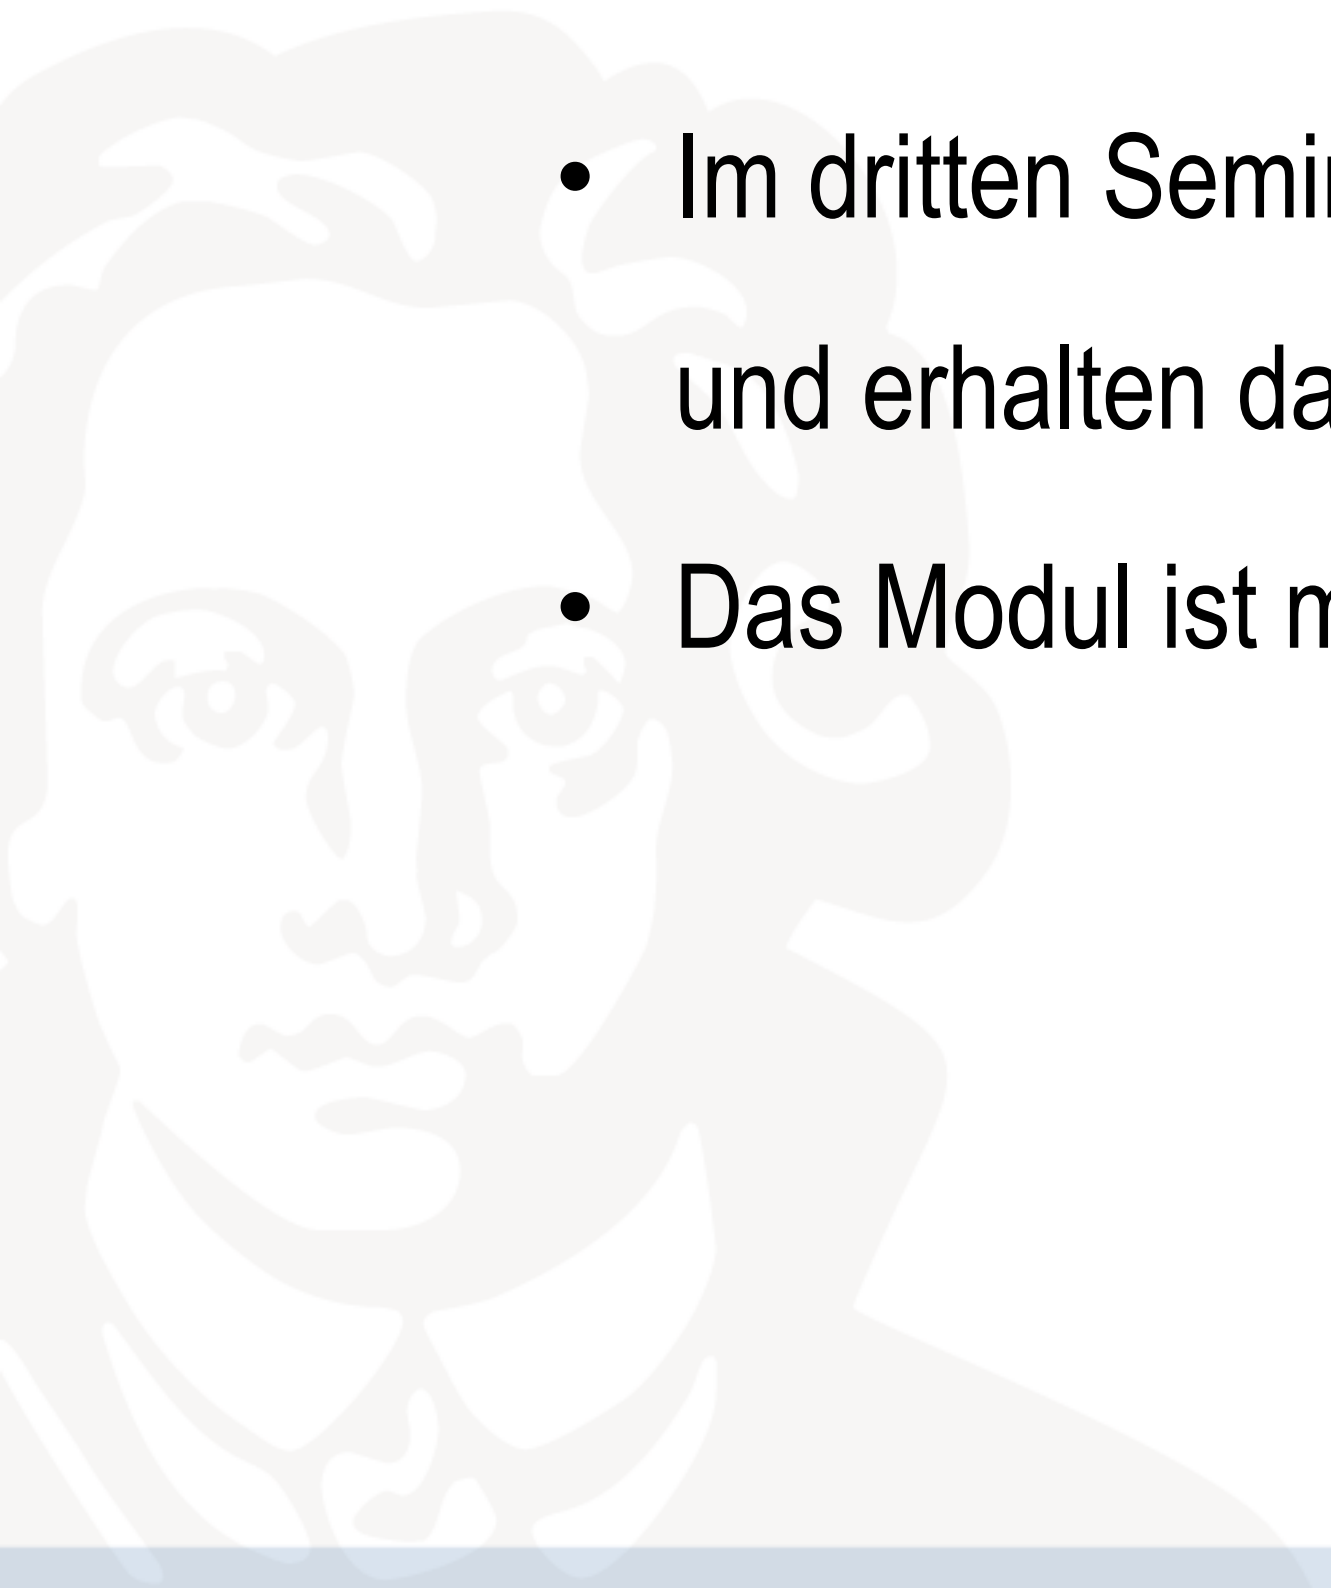 • Im dritten Semi
und erhalten da
• Das Modul ist m